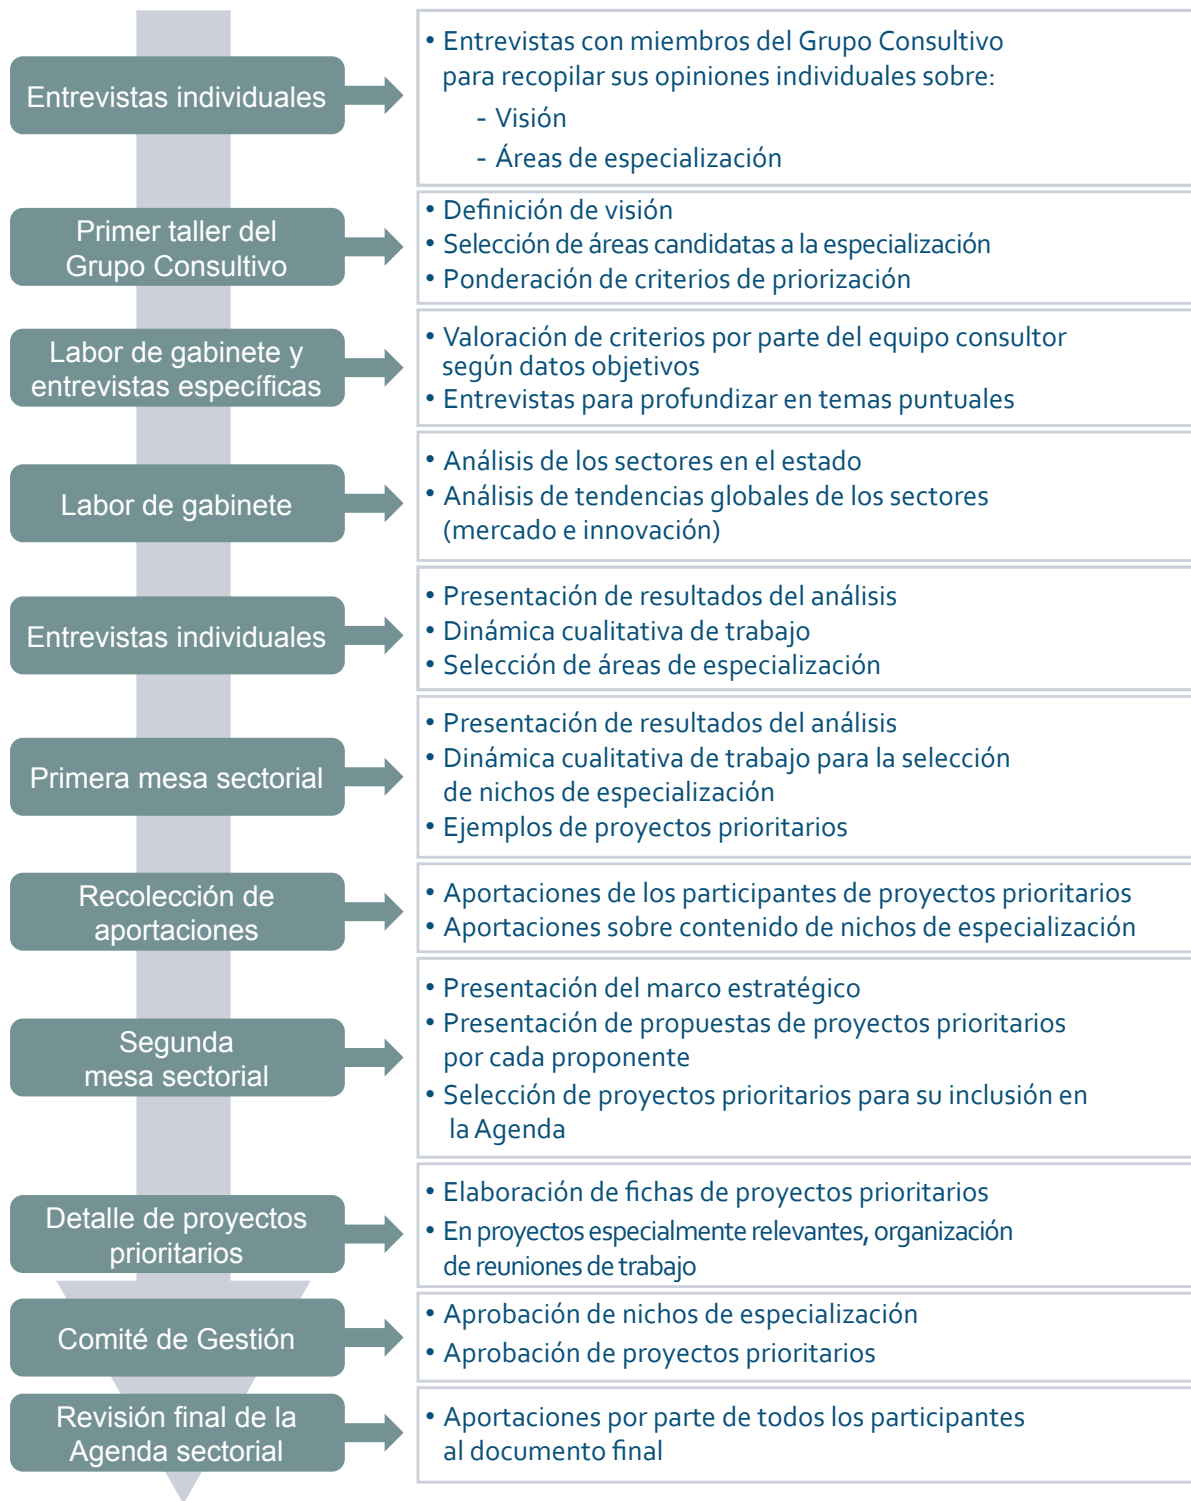 Entrevistas individuales
• Entrevistas con miembros del Grupo Consultivo
para recopilar sus opiniones individuales sobre:
- Visión
- Áreas de especialización
Primer taller del
Grupo Consultivo
• Definición de visión
• Selección de áreas candidatas a la especialización
• Ponderación de criterios de priorización
Labor de gabinete y
entrevistas específicas
• Valoración de criterios por parte del equipo consultor
según datos objetivos
• Entrevistas para profundizar en temas puntuales
Labor de gabinete
• Análisis de los sectores en el estado
• Análisis de tendencias globales de los sectores
(mercado e innovación)
Entrevistas individuales
• Presentación de resultados del análisis
• Dinámica cualitativa de trabajo
• Selección de áreas de especialización
Primera mesa sectorial
• Presentación de resultados del análisis
• Dinámica cualitativa de trabajo para la selección
de nichos de especialización
• Ejemplos de proyectos prioritarios
Recolección de
aportaciones
• Aportaciones de los participantes de proyectos prioritarios
• Aportaciones sobre contenido de nichos de especialización
Segunda
mesa sectorial
• Presentación del marco estratégico
• Presentación de propuestas de proyectos prioritarios
por cada proponente
• Selección de proyectos prioritarios para su inclusión en
la Agenda
Detalle de proyectos
prioritarios
• Elaboración de fichas de proyectos prioritarios
• En proyectos especialmente relevantes, organización
de reuniones de trabajo
Comité de Gestión
• Aprobación de nichos de especialización
• Aprobación de proyectos prioritarios
Revisión final de la
Agenda sectorial
• Aportaciones por parte de todos los participantes
al documento final